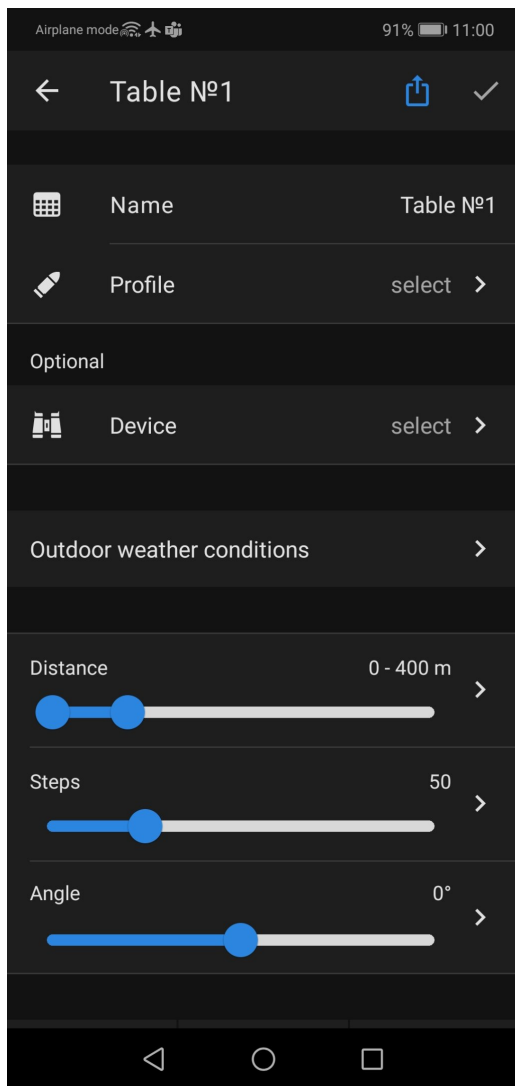 Airplane mode 91% 11:00
Table №1
Name Table №1
Profile select
Optional
Device select
Outdoor weather conditions
Distance 0 - 400 m
Steps 50
Angle 0°